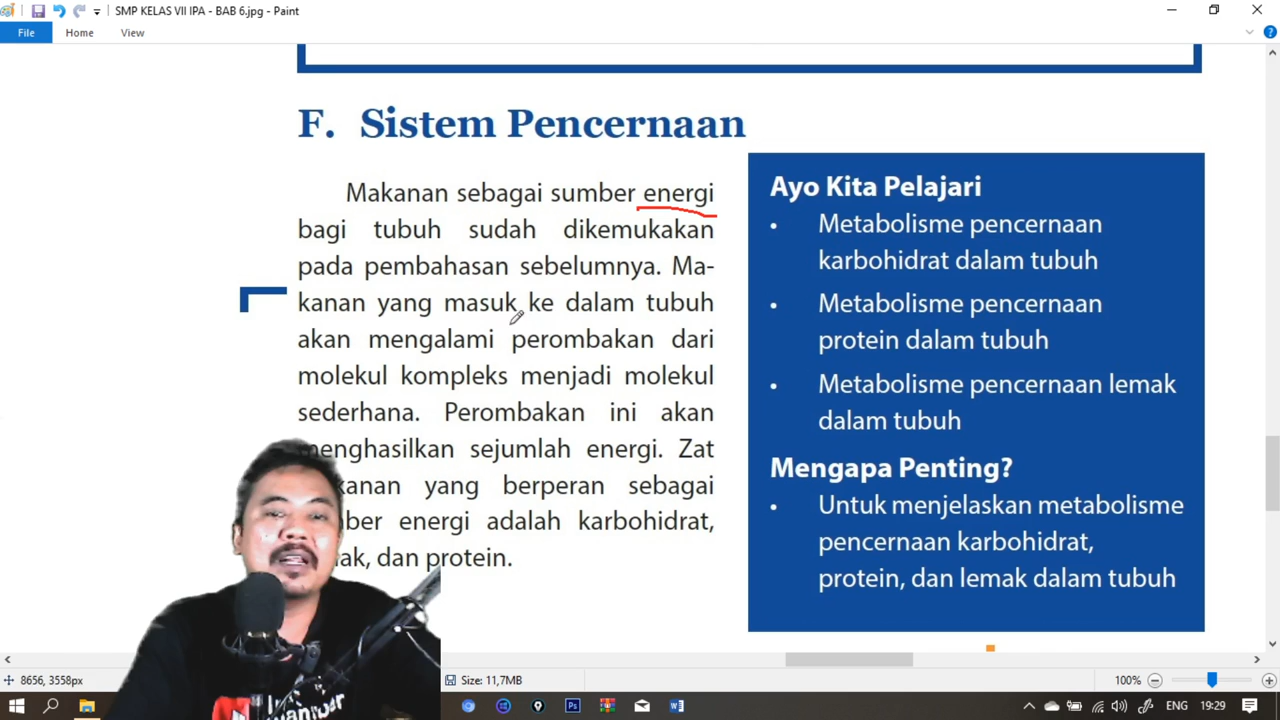 SMP KELAS VII IPA - BAB 6.jpg - Paint
File Home View
F. Sistem Pencernaan
Makanan sebagai sumber energi
bagi tubuh sudah dikemukakan
pada pembahasan sebelumnya. Ma-
kanan yang masuk ke dalam tubuh
akan mengalami perombakan dari
molekul kompleks menjadi molekul
sederhana. Perombakan ini akan
menghasilkan sejumlah energi. Zat
kanan yang berperan sebagai
ber energi adalah karbohidrat,
dan protein.
Ayo Kita Pelajari
• Metabolisme pencernaan
karbohidrat dalam tubuh
• Metabolisme pencernaan
protein dalam tubuh
• Metabolisme pencernaan lemak
dalam tubuh
Mengapa Penting?
• Untuk menjelaskan metabolisme
pencernaan karbohidrat,
protein, dan lemak dalam tubuh
8656, 3558px
Size: 11,7MB
100%
Ps
W
ENG
19:29